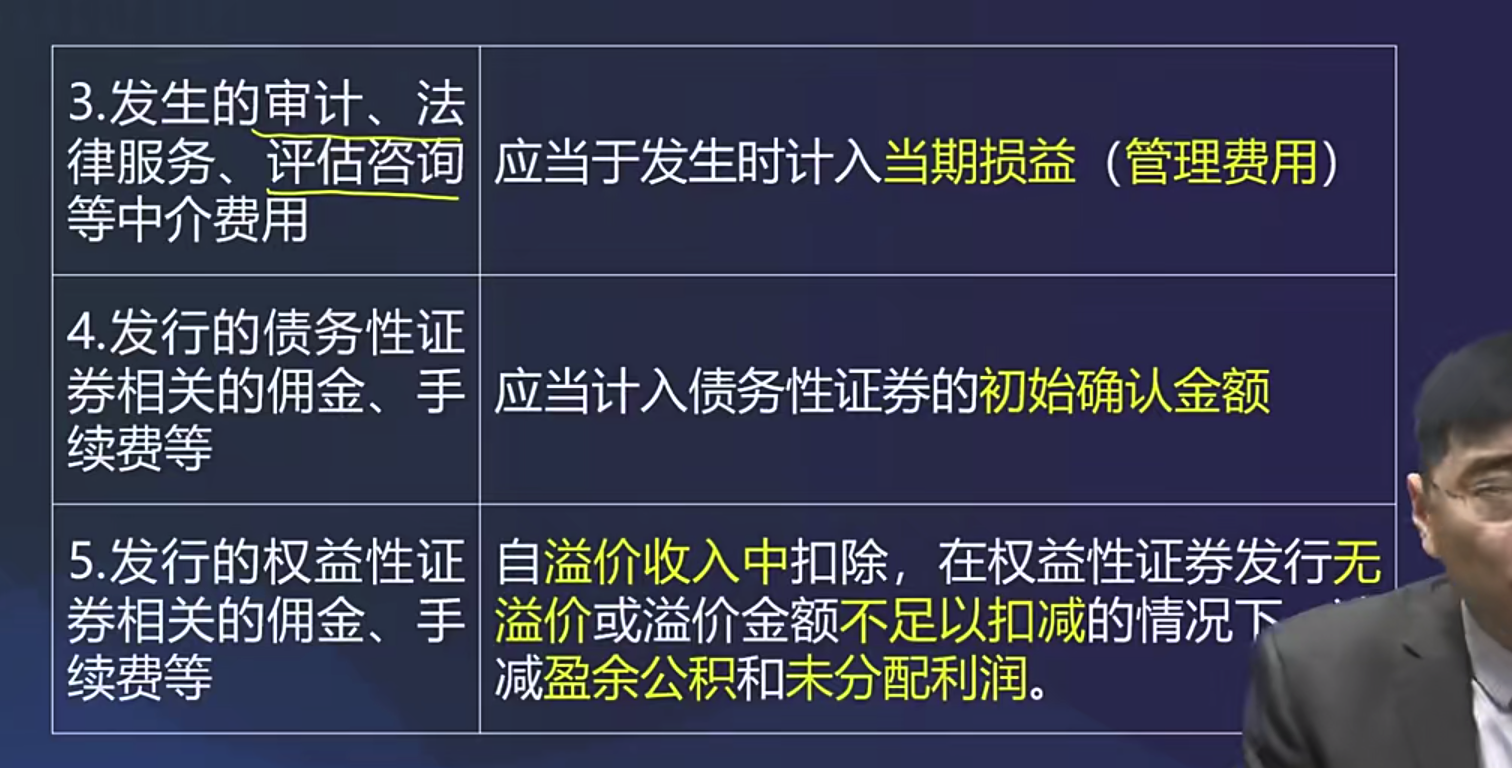 3.发生的审计、法
律服务、评估咨询
等中介费用
应当于发生时计入当期损益（管理费用）
4.发行的债务性证
券相关的佣金、手
续费等
应当计入债务性证券的初始确认金额
5.发行的权益性证
券相关的佣金、手
续费等
自溢价收入中扣除，在权益性证券发行无
溢价或溢价金额不足以扣减的情况下
减盈余公积和未分配利润。